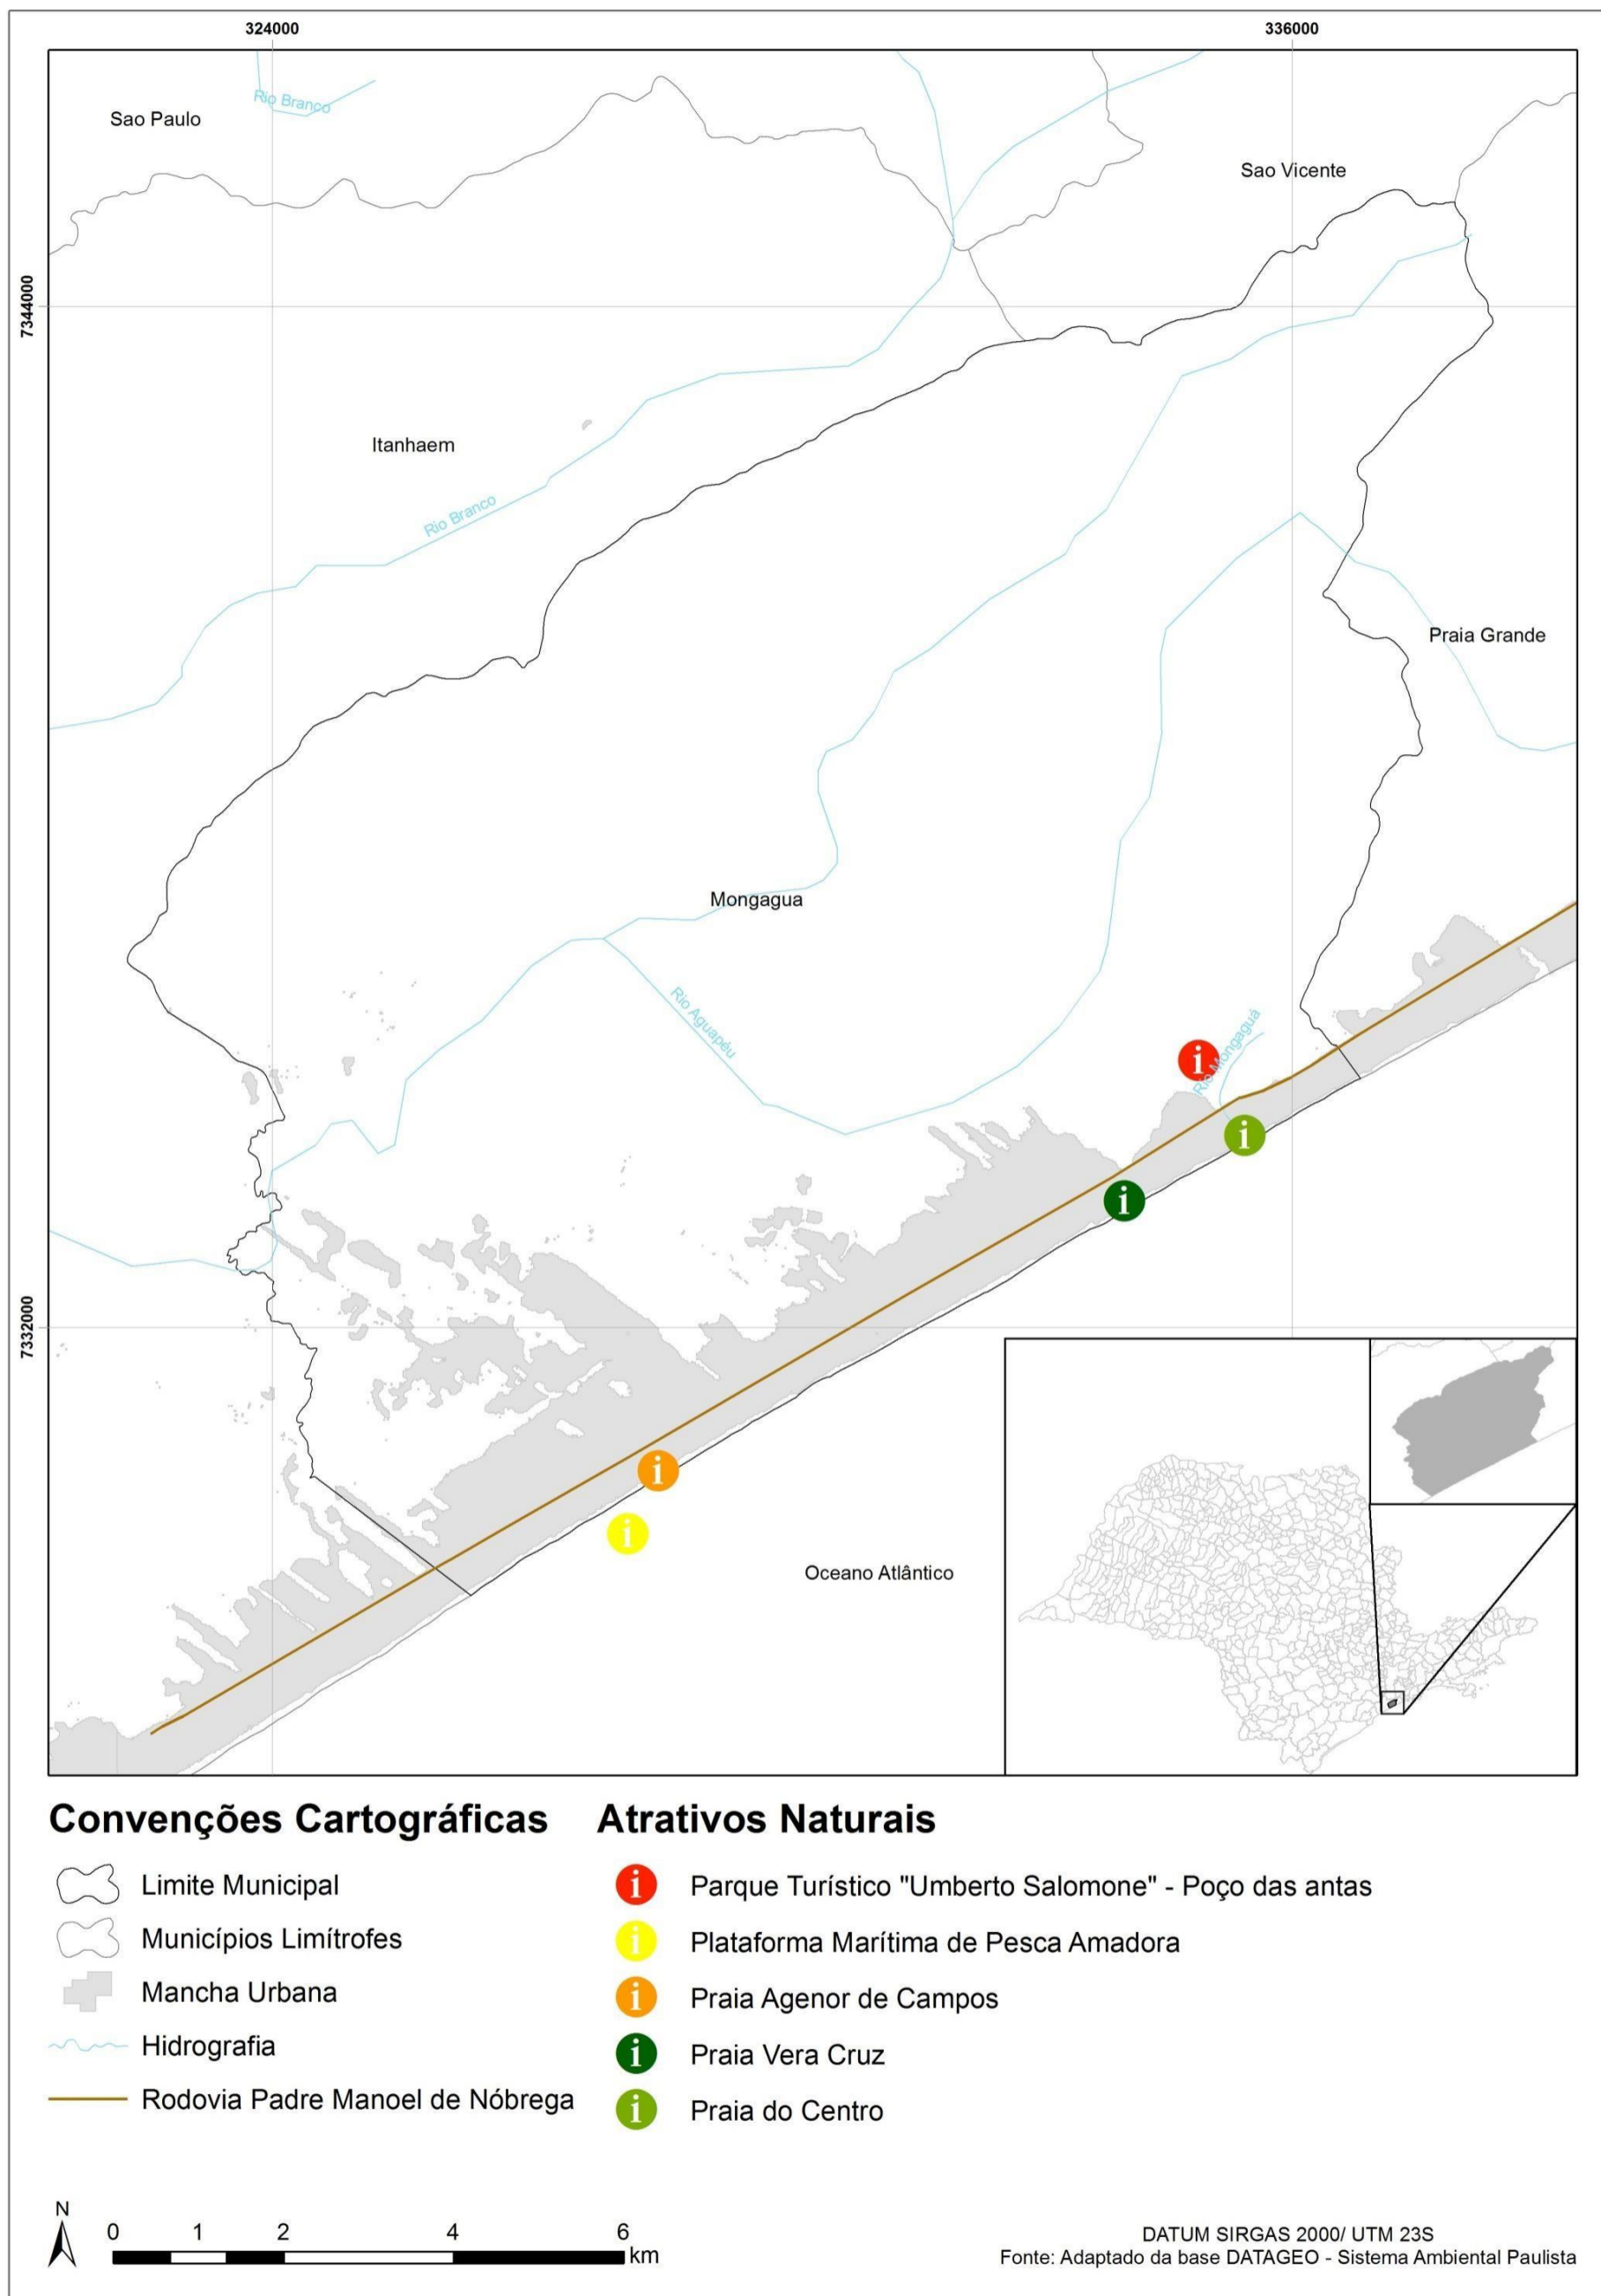 324000
336000
Rio Branco
Sao Paulo
Sao Vicente
7344000
Itanhaem
Rio Branco
Praia Grande
Mongagua
Rio Aguapéu
Rio Mongaguá
7332000
Oceano Atlântico
Convenções Cartográficas
Limite Municipal
Municípios Limítrofes
Mancha Urbana
Hidrografia
Rodovia Padre Manoel de Nóbrega
Atrativos Naturais
i Parque Turístico "Umberto Salomone" - Poço das antas
i Plataforma Marítima de Pesca Amadora
i Praia Agenor de Campos
i Praia Vera Cruz
i Praia do Centro
N
0 1 2 4 6
km
DATUM SIRGAS 2000/ UTM 23S
Fonte: Adaptado da base DATAGEO - Sistema Ambiental Paulista